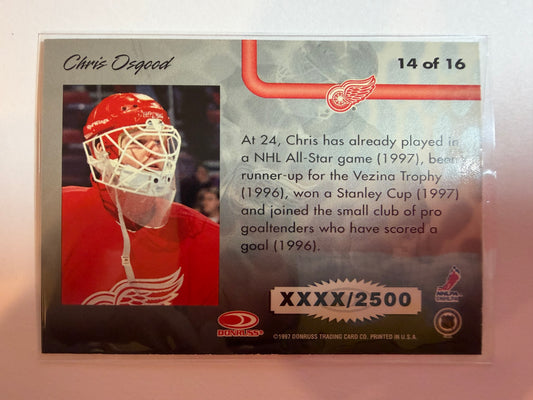 Chris Osgood
14 of 16
At 24, Chris has already played in
a NHL All-Star game (1997), been
runner-up for the Vezina Trophy
(1996), won a Stanley Cup (1997)
and joined the small club of pro
goaltenders who have scored a
goal (1996).
XXXX/2500
NHLPA
DONRUSS
©1997 DONRUSS TRADING CARD CO. PRINTED IN U.S.A.